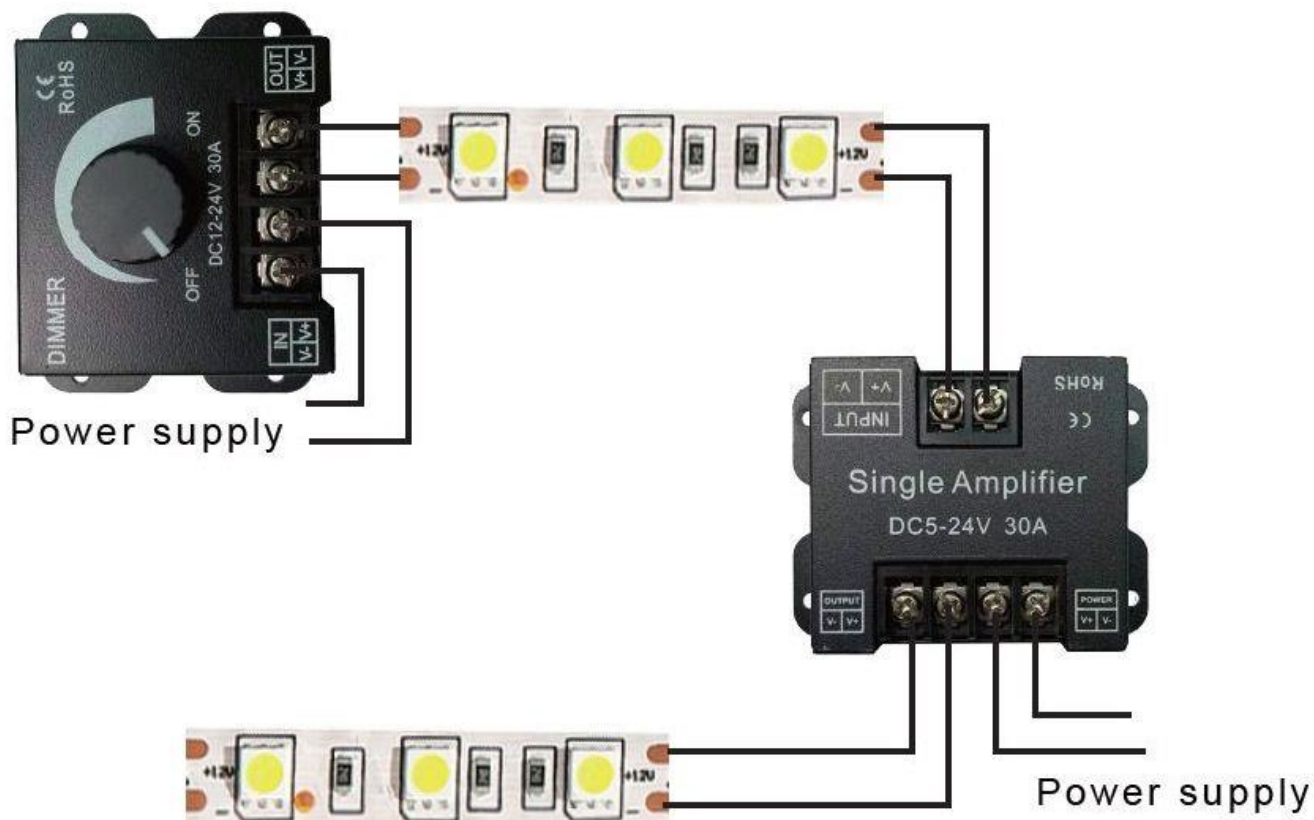 CE
RoHS
OUT
V+ V-
ON
DC12-24V 30A
OFF
DIMMER
IN
V- V+
Power supply
+12V
-
+12V
-
INPUT
V+ V-
RoHS
CE
Single Amplifier
DC5-24V 30A
OUTPUT
V- V+
POWER
V+ V-
+12V
-
+12V
-
Power supply